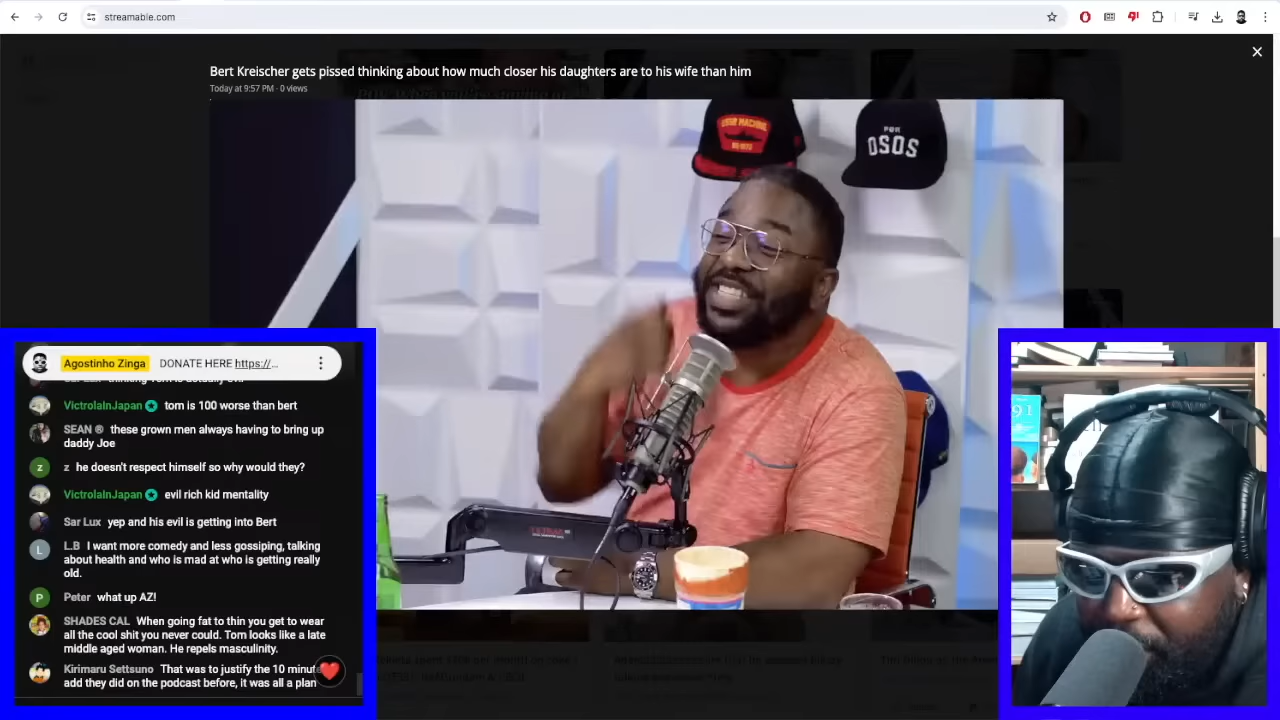 streamable.com
Bert Kreischer gets pissed thinking about how much closer his daughters are to his wife than him
Today at 9:57 PM · 0 views
FOR
OSOS
Agostinho Zinga DONATE HERE https://...
VictrolaInJapan tom is 100 worse than bert
SEAN ® these grown men always having to bring up
daddy Joe
z z he doesn't respect himself so why would they?
VictrolaInJapan evil rich kid mentality
Sar Lux yep and his evil is getting into Bert
L L.B I want more comedy and less gossiping, talking
about health and who is mad at who is getting really
old.
P Peter what up AZ!
SHADES CAL When going fat to thin you get to wear
all the cool shit you never could. Tom looks like a late
middle aged woman. He repels masculinity.
Kirimaru Settsuno That was to justify the 10 minut
add they did on the podcast before, it was all a plan
91